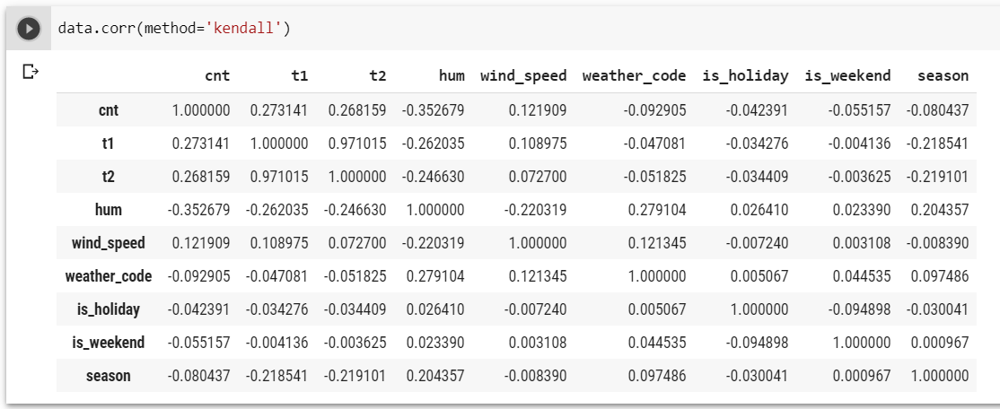 data.corr(method='kendall')
cnt t1 t2 hum wind_speed weather_code is_holiday is_weekend season
cnt 1.000000 0.273141 0.268159 -0.352679 0.121909 -0.092905 -0.042391 -0.055157 -0.080437
t1 0.273141 1.000000 0.971015 -0.262035 0.108975 -0.047081 -0.034276 -0.004136 -0.218541
t2 0.268159 0.971015 1.000000 -0.246630 0.072700 -0.051825 -0.034409 -0.003625 -0.219101
hum -0.352679 -0.262035 -0.246630 1.000000 -0.220319 0.279104 0.026410 0.023390 0.204357
wind_speed 0.121909 0.108975 0.072700 -0.220319 1.000000 0.121345 -0.007240 0.003108 -0.008390
weather_code -0.092905 -0.047081 -0.051825 0.279104 0.121345 1.000000 0.005067 0.044535 0.097486
is_holiday -0.042391 -0.034276 -0.034409 0.026410 -0.007240 0.005067 1.000000 -0.094898 -0.030041
is_weekend -0.055157 -0.004136 -0.003625 0.023390 0.003108 0.044535 -0.094898 1.000000 0.000967
season -0.080437 -0.218541 -0.219101 0.204357 -0.008390 0.097486 -0.030041 0.000967 1.000000